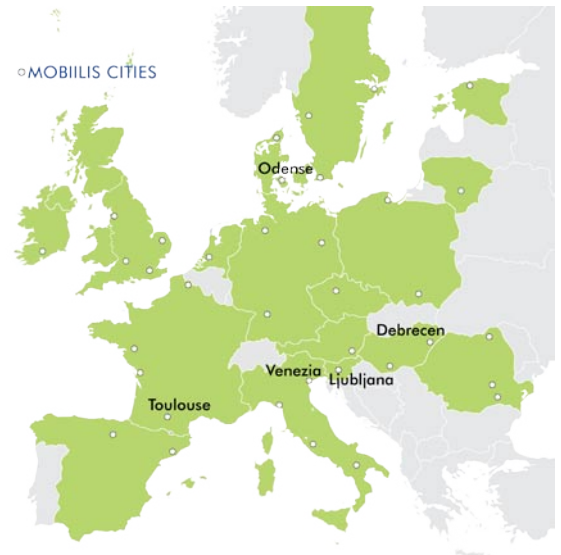 MOBIILIS CITIES
Odense
Debrecen
Venezia
Ljubljana
Toulouse